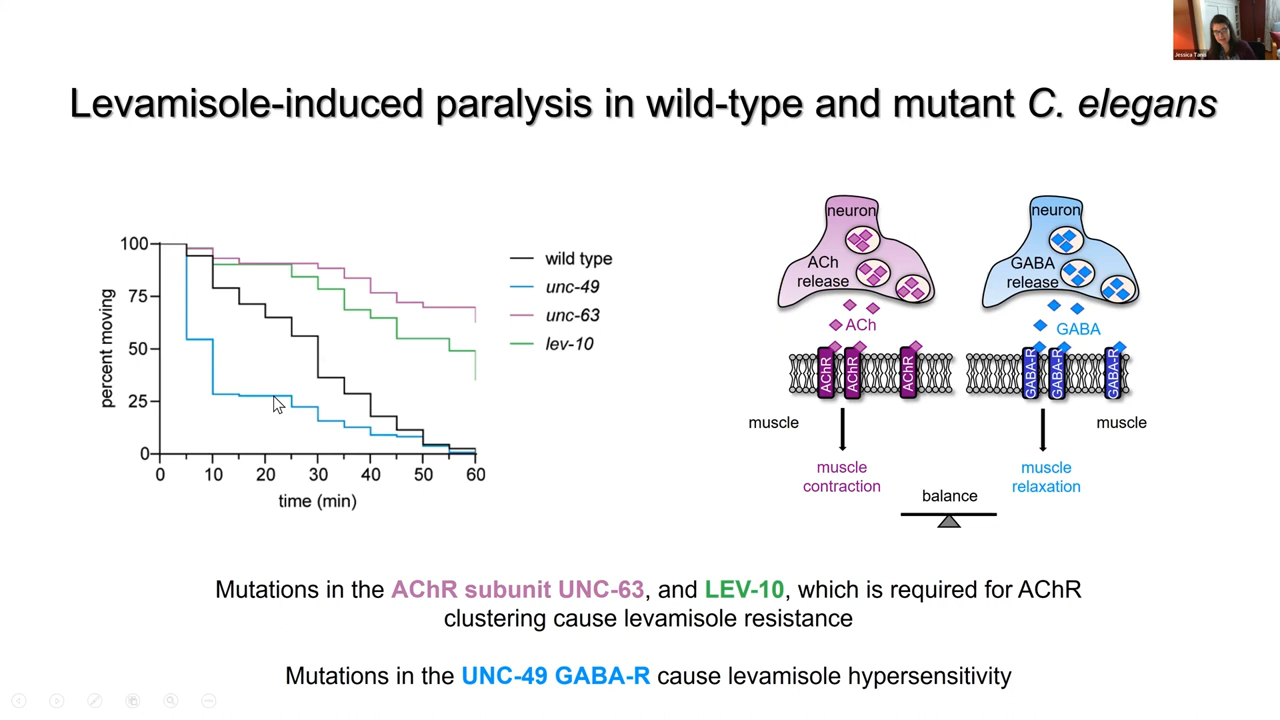 Jessica Tanis
Levamisole-induced paralysis in wild-type and mutant C. elegans
percent moving
100
75
50
25
0
0 10 20 30 40 50 60
time (min)
wild type
unc-49
unc-63
lev-10
neuron
ACh
release
ACh
AChR
AChR
AChR
muscle
muscle
contraction
neuron
GABA
release
GABA
GABA-R
GABA-R
GABA-R
muscle
muscle
relaxation
balance
Mutations in the AChR subunit UNC-63, and LEV-10, which is required for AChR
clustering cause levamisole resistance
Mutations in the UNC-49 GABA-R cause levamisole hypersensitivity